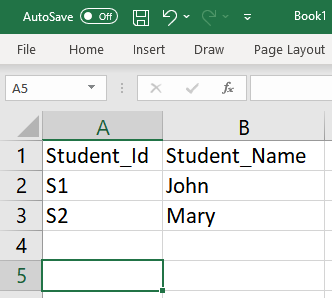 AutoSave Off Book1
File Home Insert Draw Page Layout
A5 fx
A B
1 Student_Id Student_Name
2 S1 John
3 S2 Mary
4
5